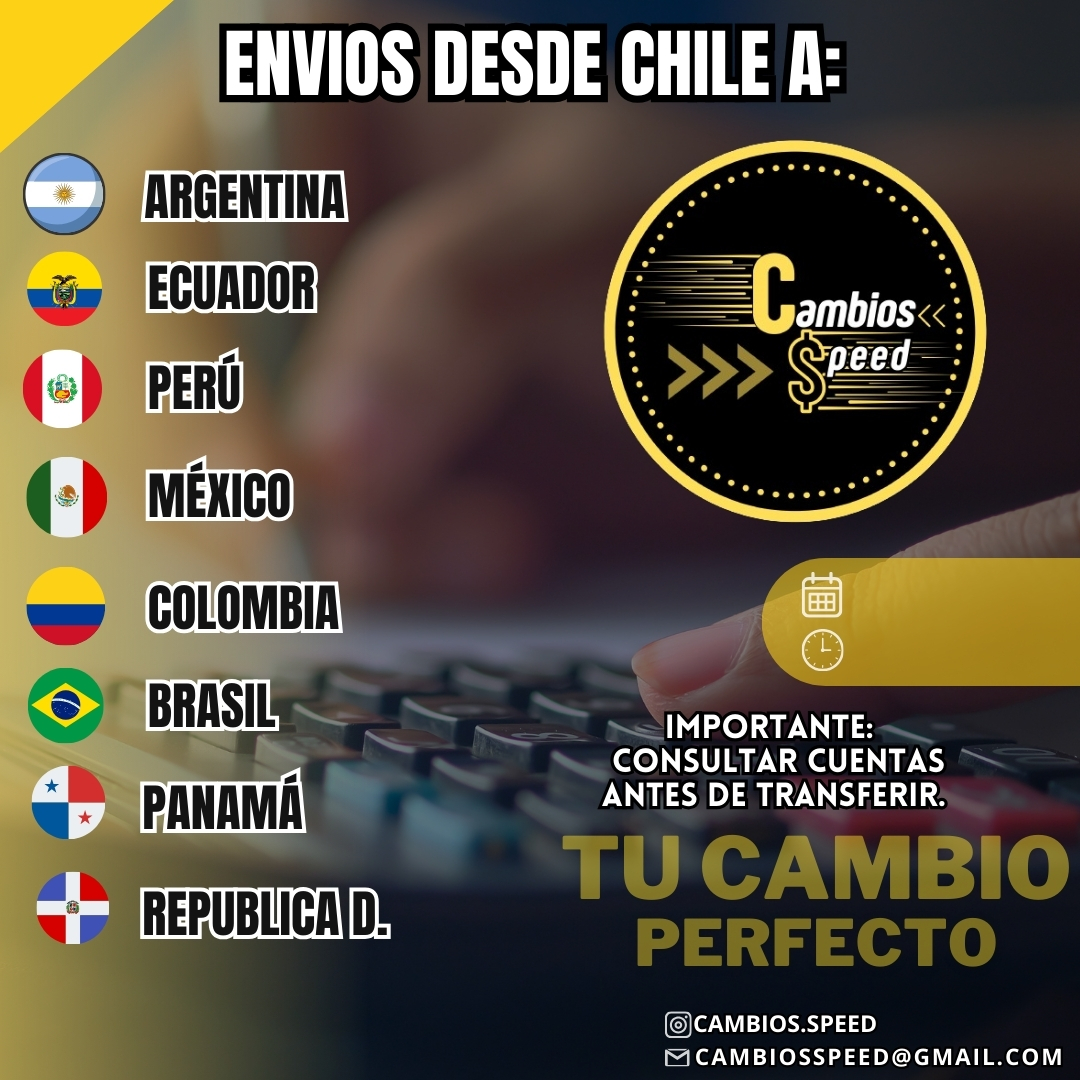 ENVIOS DESDE CHILE A:
ARGENTINA
ECUADOR
PERÚ
MÉXICO
COLOMBIA
BRASIL
PANAMÁ
REPUBLICA D.
Cambios <<
>>> $peed
IMPORTANTE:
CONSULTAR CUENTAS
ANTES DE TRANSFERIR.
TU CAMBIO
PERFECTO
CAMBIOS.SPEED
CAMBIOSSPEED@GMAIL.COM